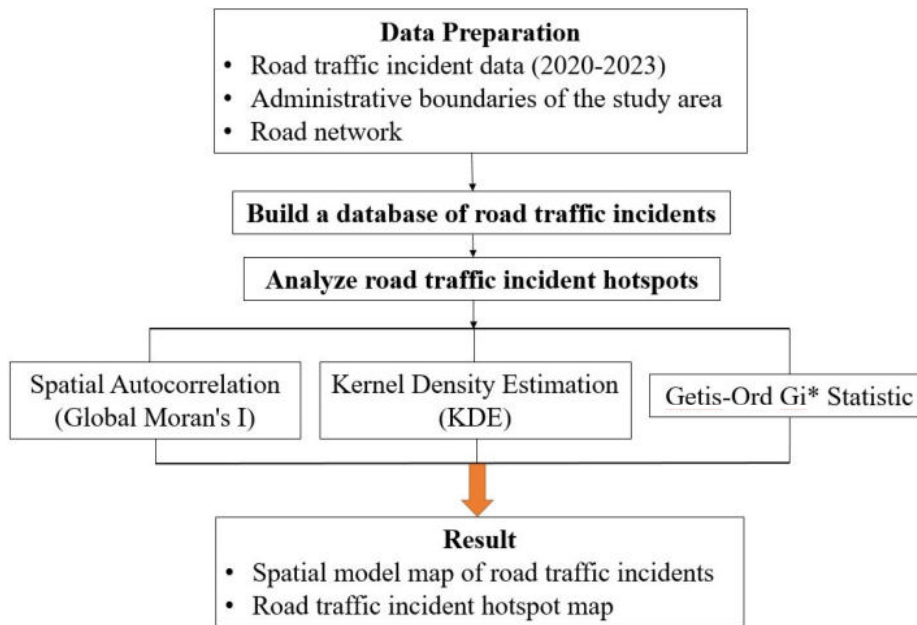 Data Preparation
• Road traffic incident data (2020-2023)
• Administrative boundaries of the study area
• Road network
Build a database of road traffic incidents
Analyze road traffic incident hotspots
Spatial Autocorrelation
(Global Moran's I)
Kernel Density Estimation
(KDE)
Getis-Ord Gi* Statistic
Result
• Spatial model map of road traffic incidents
• Road traffic incident hotspot map